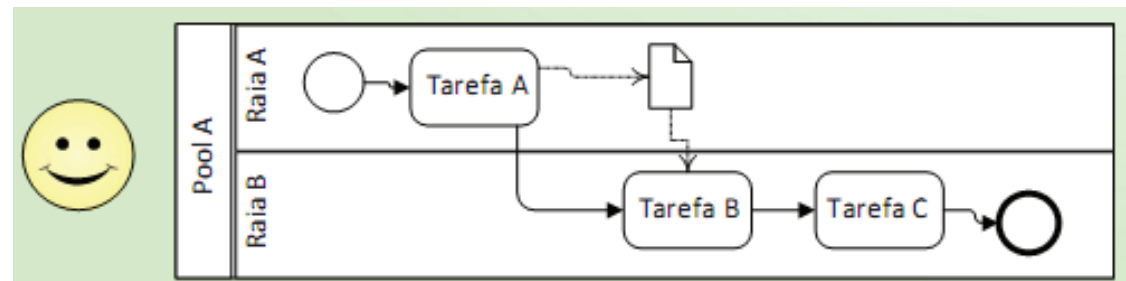 Pool A
Raia A
Tarefa A
Raia B
Tarefa B
Tarefa C